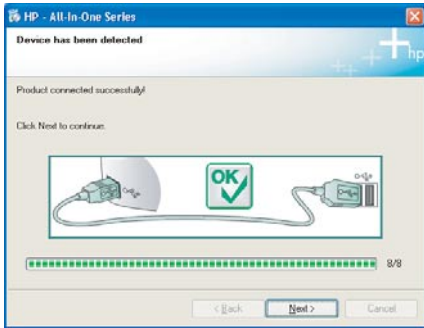 HP - All-In-One Series
Device has been detected
hp
Product connected successfully!
Click Next to continue.
OK
8/8
< Back Next > Cancel